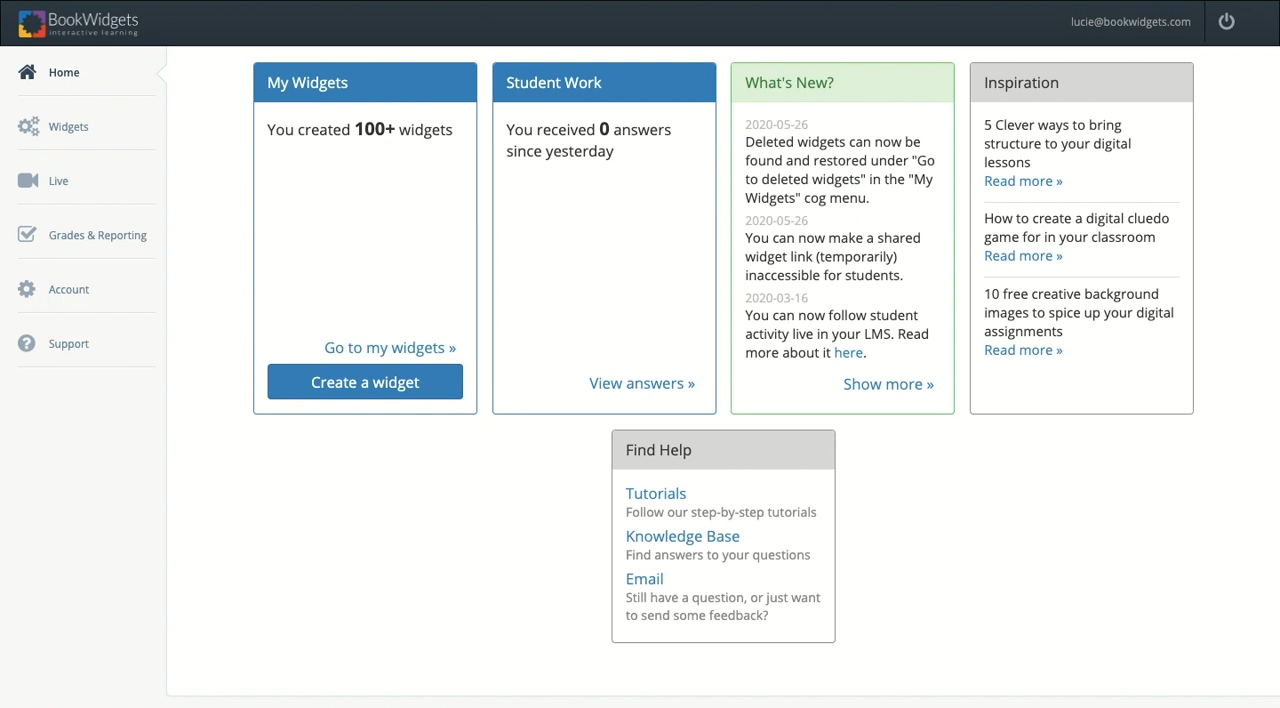 BookWidgets
interactive learning
lucie@bookwidgets.com
Home
Widgets
Live
Grades & Reporting
Account
Support
My Widgets
You created 100+ widgets
Go to my widgets »
Create a widget
Student Work
You received 0 answers
since yesterday
View answers »
What's New?
2020-05-26
Deleted widgets can now be
found and restored under "Go
to deleted widgets" in the "My
Widgets" cog menu.
2020-05-26
You can now make a shared
widget link (temporarily)
inaccessible for students.
2020-03-16
You can now follow student
activity live in your LMS. Read
more about it here.
Show more »
Inspiration
5 Clever ways to bring
structure to your digital
lessons
Read more »
How to create a digital cluedo
game for in your classroom
Read more »
10 free creative background
images to spice up your digital
assignments
Read more »
Find Help
Tutorials
Follow our step-by-step tutorials
Knowledge Base
Find answers to your questions
Email
Still have a question, or just want
to send some feedback?